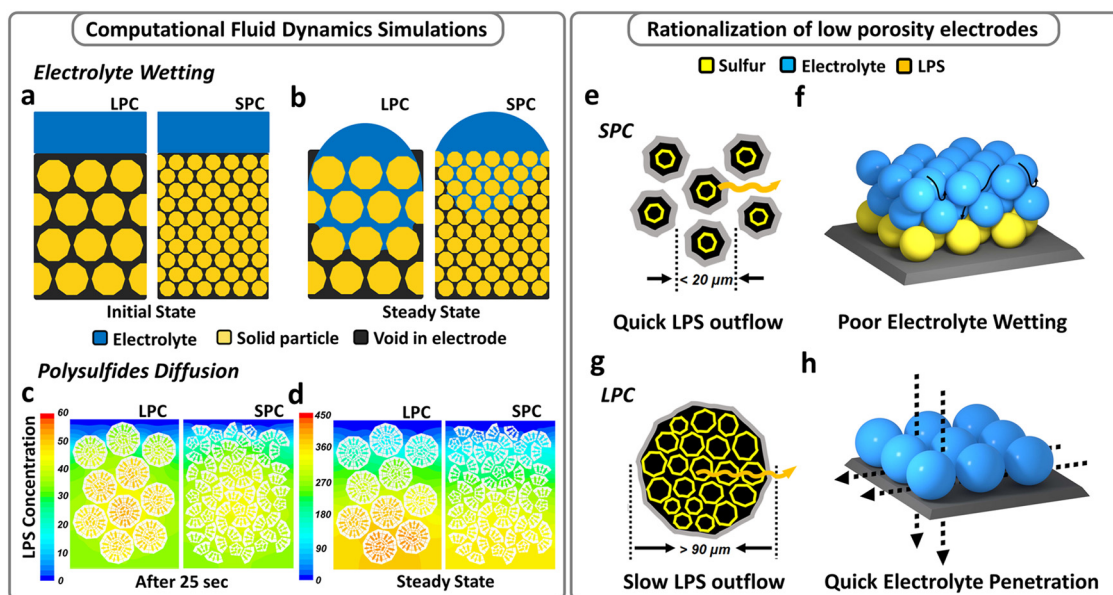 Computational Fluid Dynamics Simulations
Electrolyte Wetting
a
LPC
SPC
b
LPC
SPC
Initial State
Steady State
Electrolyte
Solid particle
Void in electrode
Polysulfides Diffusion
c
LPC
SPC
d
LPC
SPC
LPS Concentration
60
50
40
30
20
10
0
450
360
270
180
90
0
After 25 sec
Steady State
Rationalization of low porosity electrodes
Sulfur
Electrolyte
LPS
e
SPC
f
< 20 μm
Quick LPS outflow
Poor Electrolyte Wetting
g
LPC
h
> 90 μm
Slow LPS outflow
Quick Electrolyte Penetration